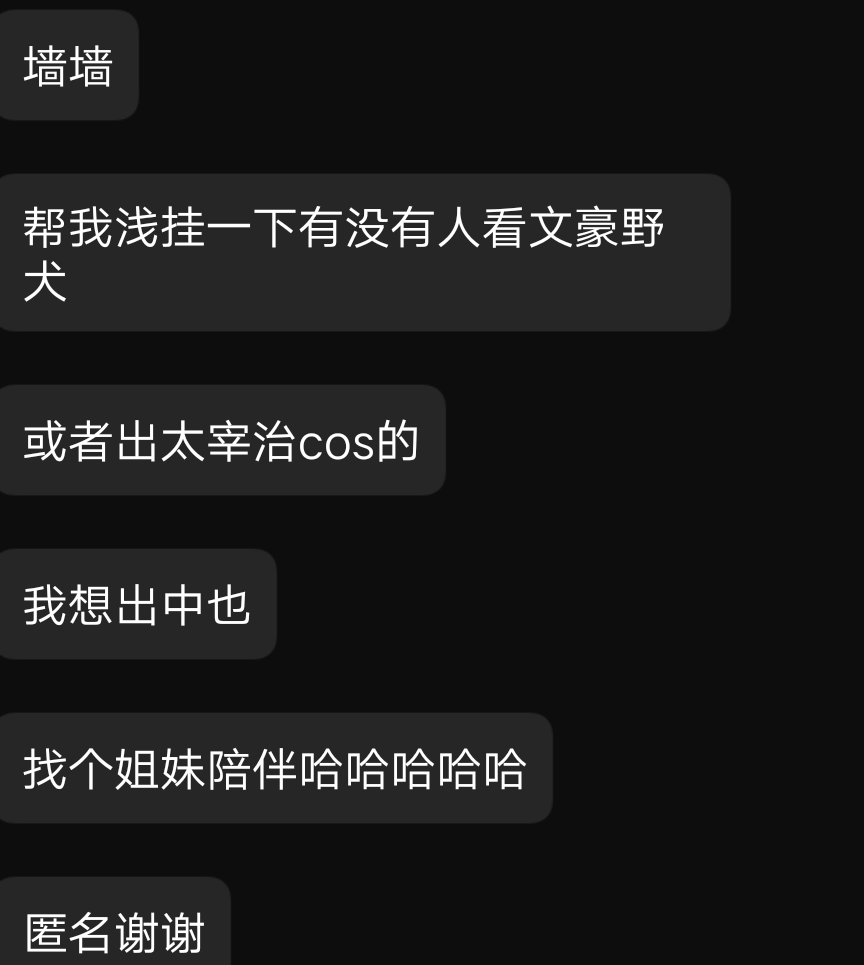 墙墙
帮我浅挂一下有没有人看文豪野
犬
或者出太宰治cos的
我想出中也
找个姐妹陪伴哈哈哈哈哈
匿名谢谢